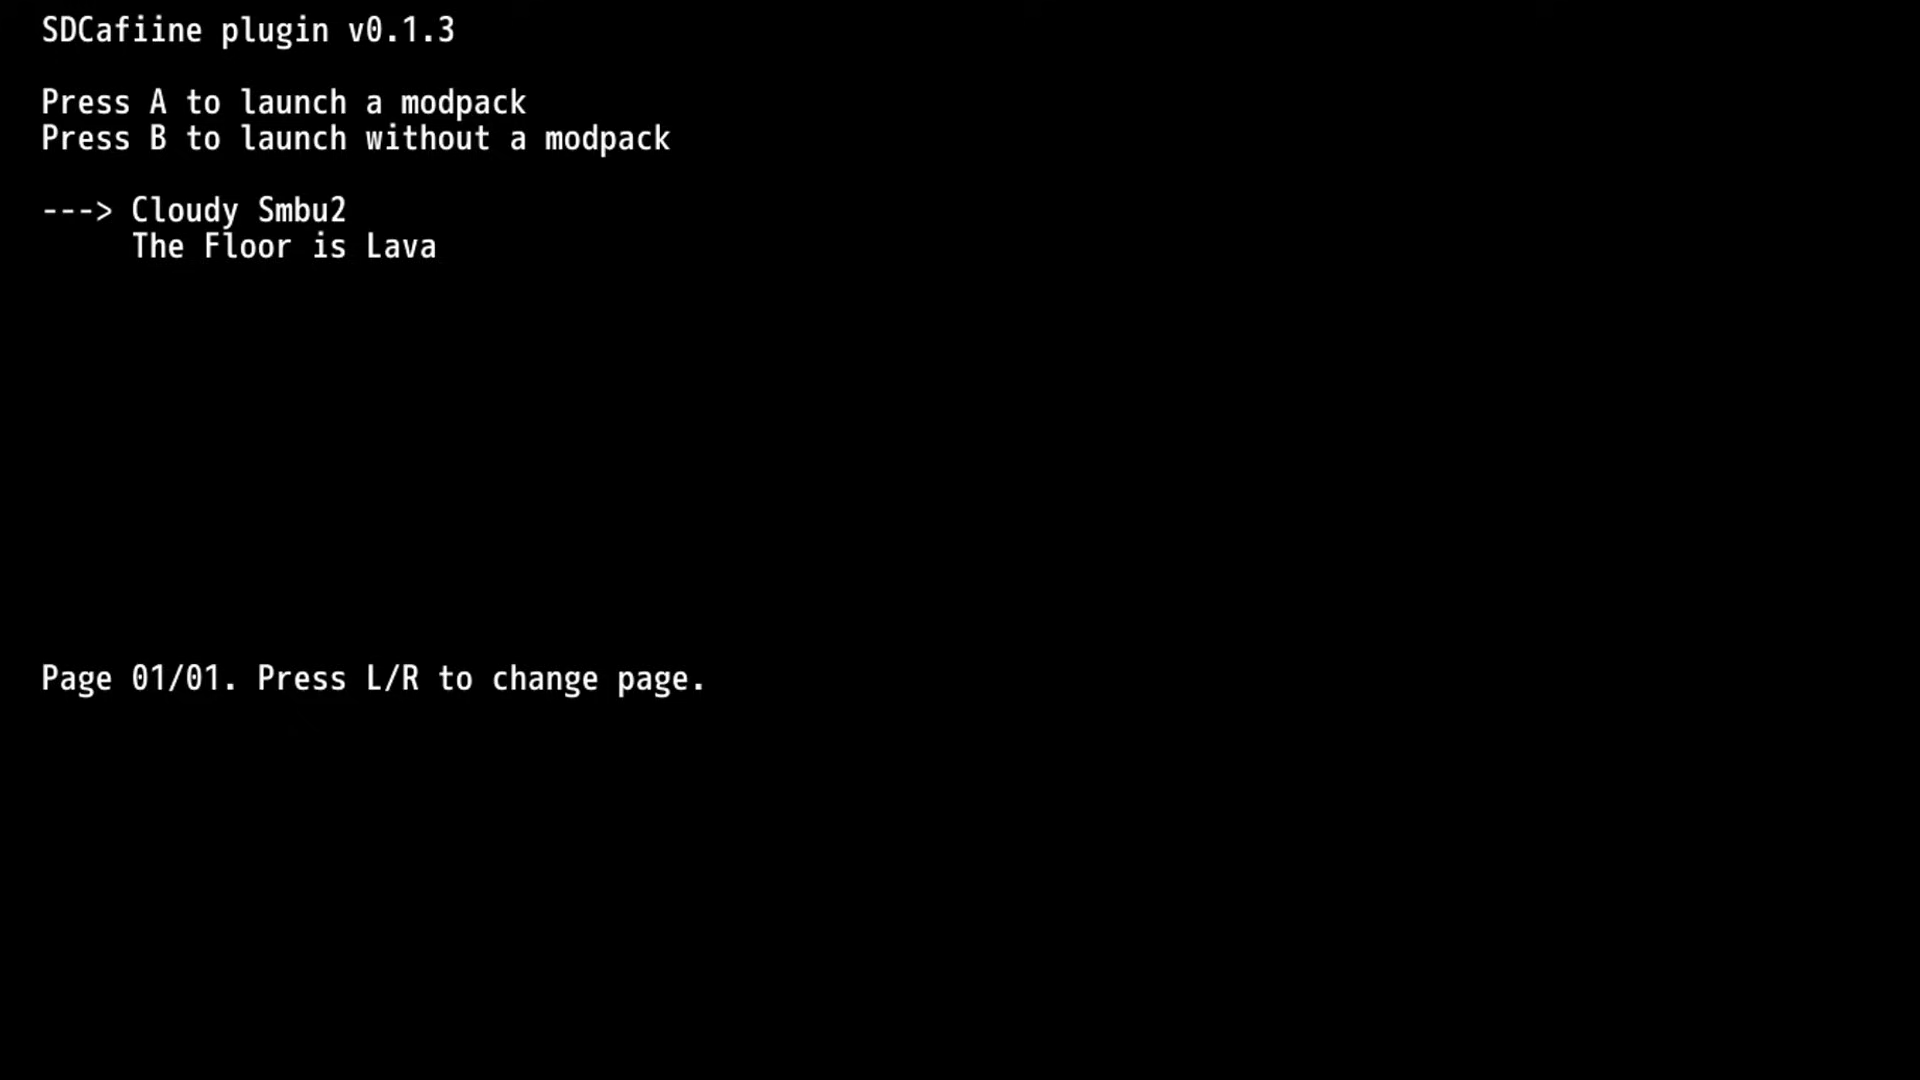 SDCafiine plugin v0.1.3
Press A to launch a modpack
Press B to launch without a modpack
---> Cloudy Smbu2
The Floor is Lava
Page 01/01. Press L/R to change page.